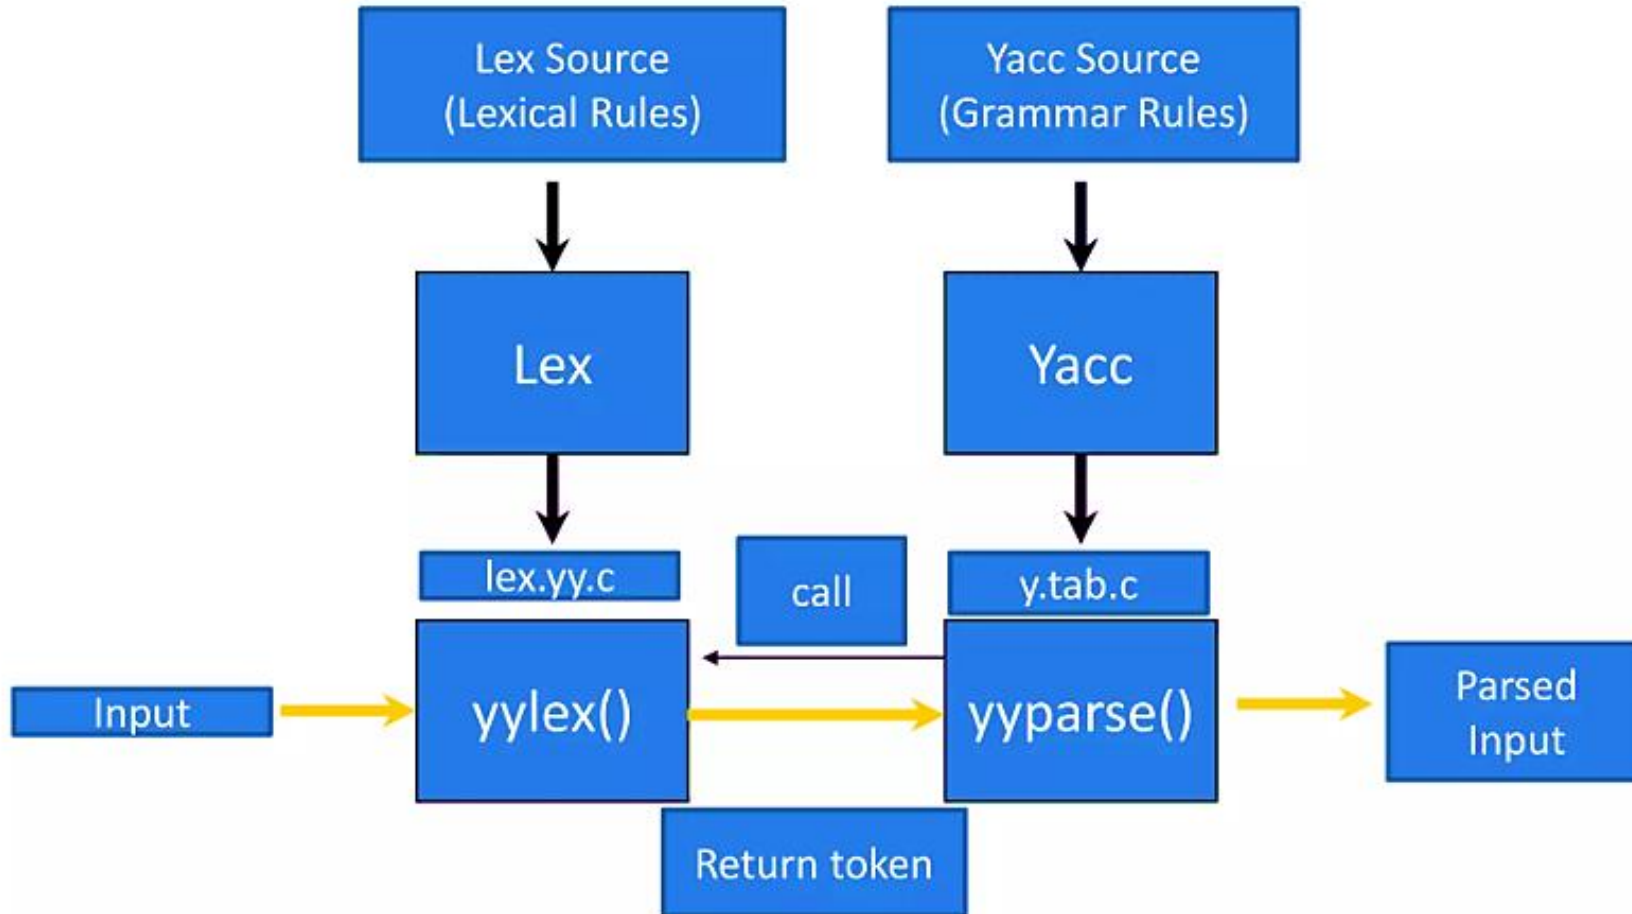 Lex Source
(Lexical Rules)
Yacc Source
(Grammar Rules)
Lex
Yacc
lex.yy.c
call
y.tab.c
Input
yylex()
yyparse()
Parsed
Input
Return token